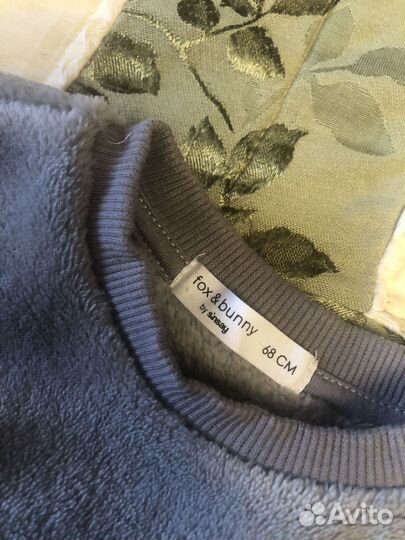 fox & bunny
by sinsay
68 CM
Avito